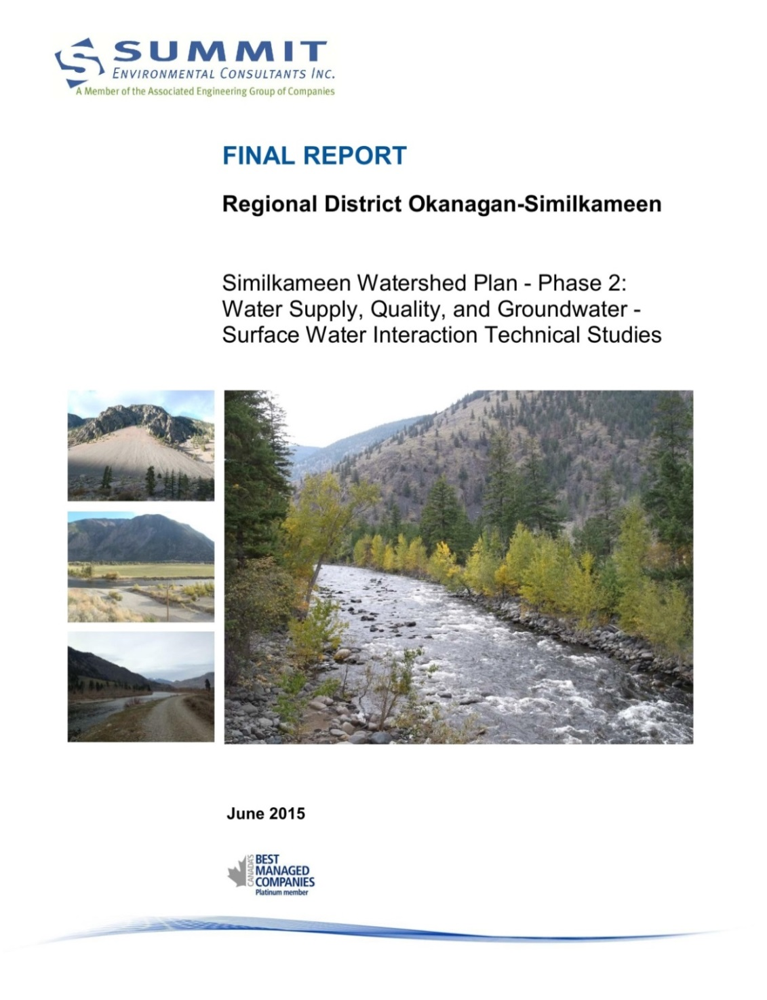 SUMMIT
ENVIRONMENTAL CONSULTANTS INC.
A Member of the Associated Engineering Group of Companies
FINAL REPORT
Regional District Okanagan-Similkameen
Similkameen Watershed Plan - Phase 2:
Water Supply, Quality, and Groundwater -
Surface Water Interaction Technical Studies
June 2015
CANADA'S
BEST
MANAGED
COMPANIES
Platinum member